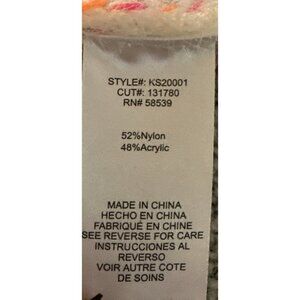 STYLE#: KS20001
CUT#: 131780
RN# 58539
52%Nylon
48%Acrylic
MADE IN CHINA
HECHO EN CHINA
FABRIQUÉ EN CHINE
SEE REVERSE FOR CARE
INSTRUCCIONES AL
REVERSO
VOIR AUTRE COTE
DE SOINS